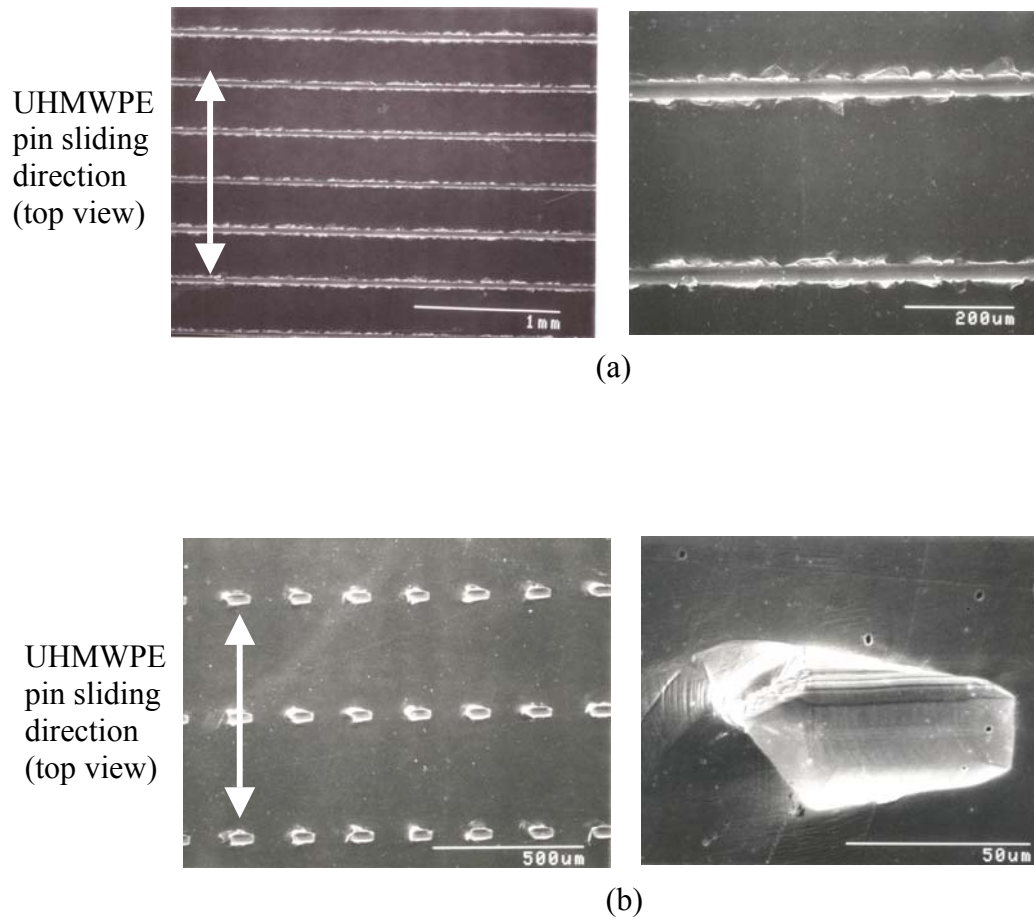 UHMWPE
pin sliding
direction
(top view)
1mm
200um
(a)
UHMWPE
pin sliding
direction
(top view)
500um
50um
(b)